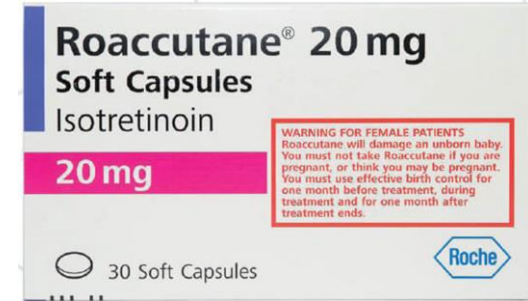 Roaccutane® 20 mg
Soft Capsules
Isotretinoin
20 mg
WARNING FOR FEMALE PATIENTS
Roaccutane will damage an unborn baby.
You must not take Roaccutane if you are
pregnant, or think you may be pregnant.
You must use effective birth control for
one month before treatment, during
treatment and for one month after
treatment ends.
30 Soft Capsules
Roche